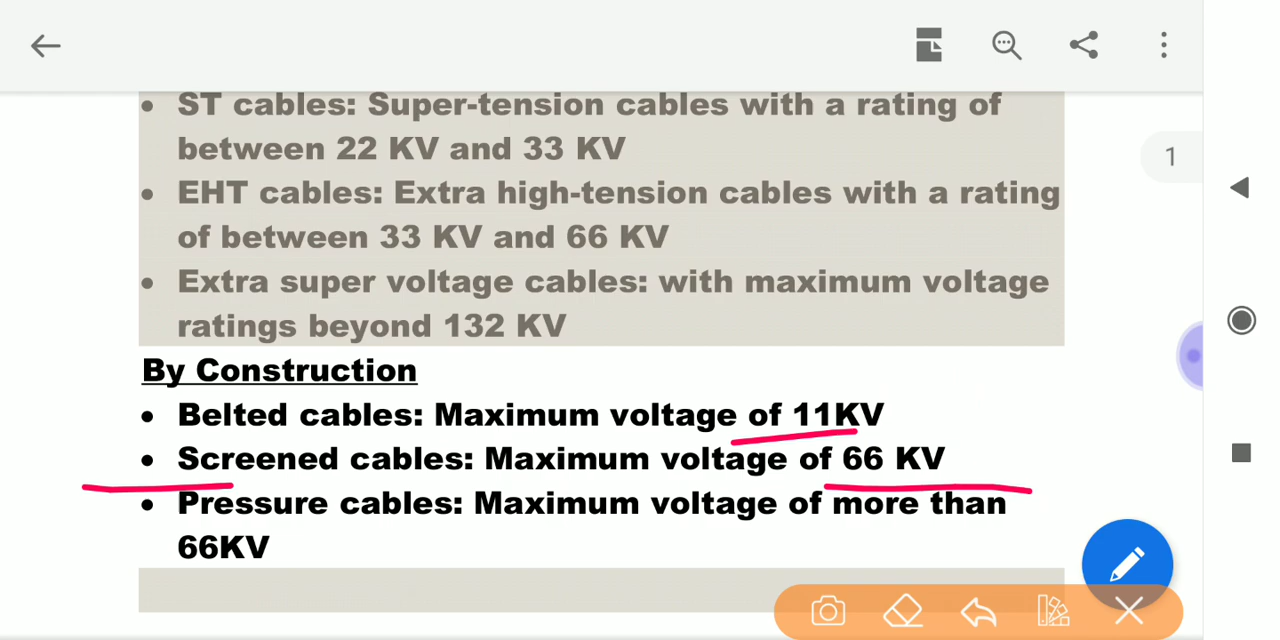 • ST cables: Super-tension cables with a rating of
between 22 KV and 33 KV
• EHT cables: Extra high-tension cables with a rating
of between 33 KV and 66 KV
• Extra super voltage cables: with maximum voltage
ratings beyond 132 KV
1
By Construction
• Belted cables: Maximum voltage of 11KV
• Screened cables: Maximum voltage of 66 KV
• Pressure cables: Maximum voltage of more than
66KV